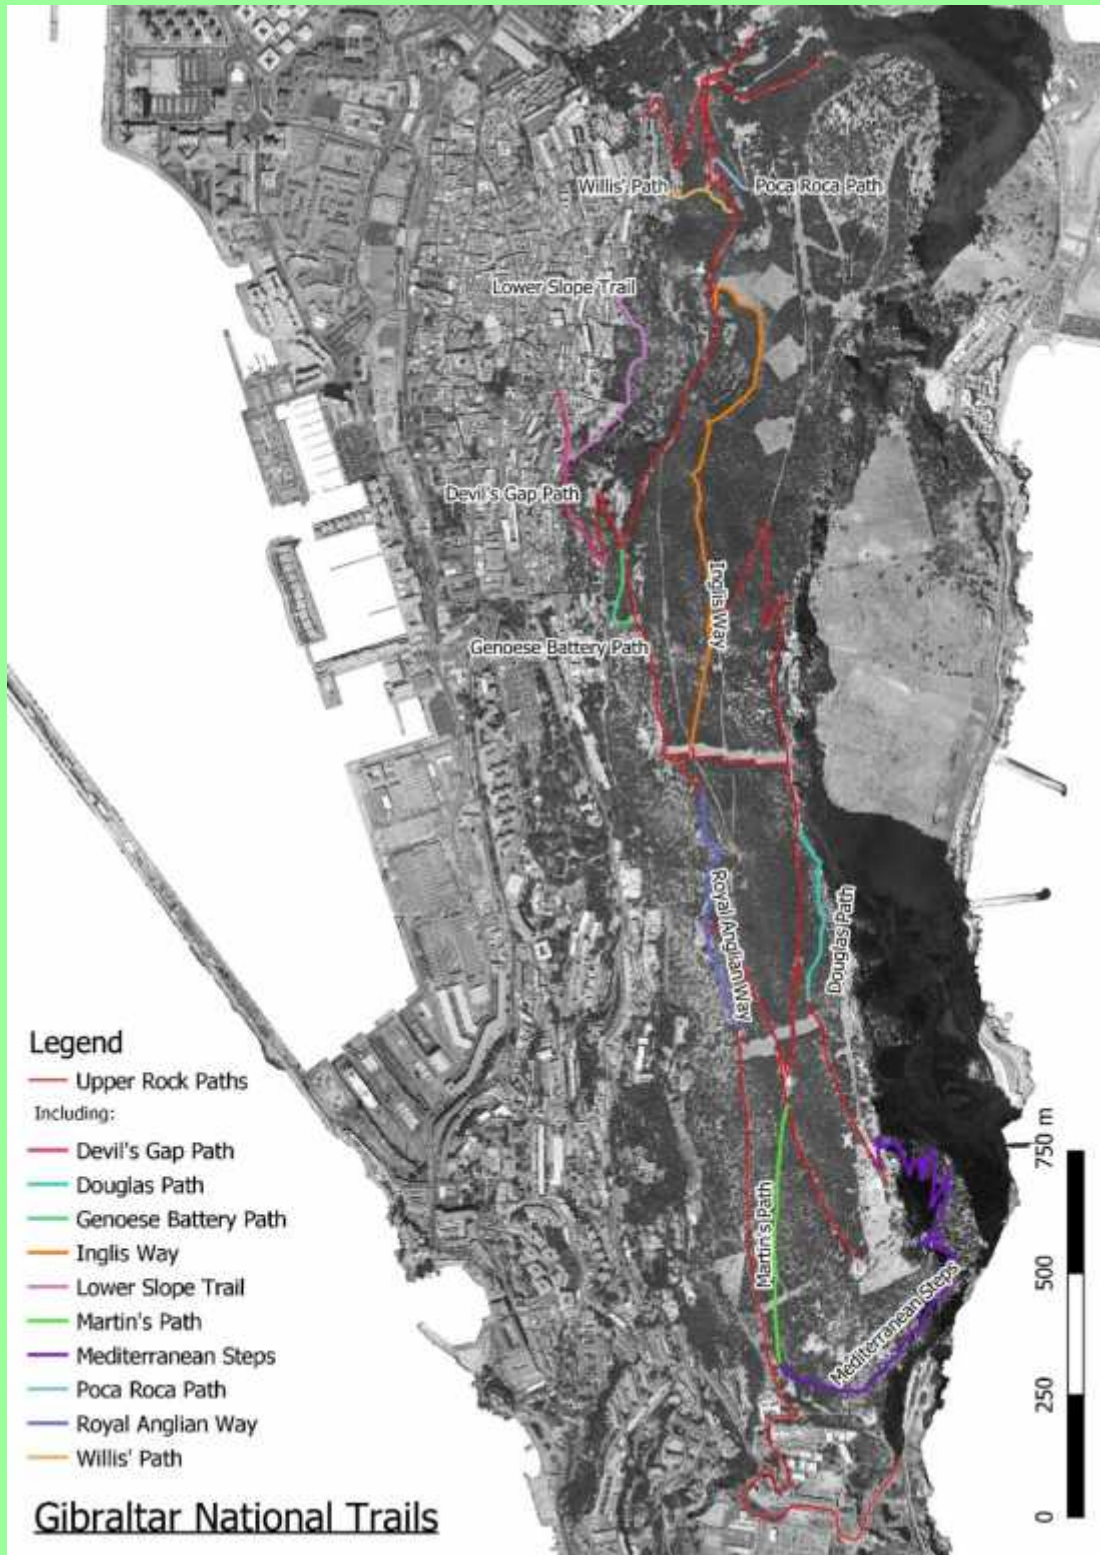 Willis' Path
Poca Roca Path
Lower Slope Trail
Devil's Gap Path
Inglis Way
Genoese Battery Path
Royal Anglian Way
Douglas Path
Martin's Path
Mediterranean Steps
Legend
Upper Rock Paths
Including:
Devil's Gap Path
Douglas Path
Genoese Battery Path
Inglis Way
Lower Slope Trail
Martin's Path
Mediterranean Steps
Poca Roca Path
Royal Anglian Way
Willis' Path
Gibraltar National Trails
750 m
500
250
0